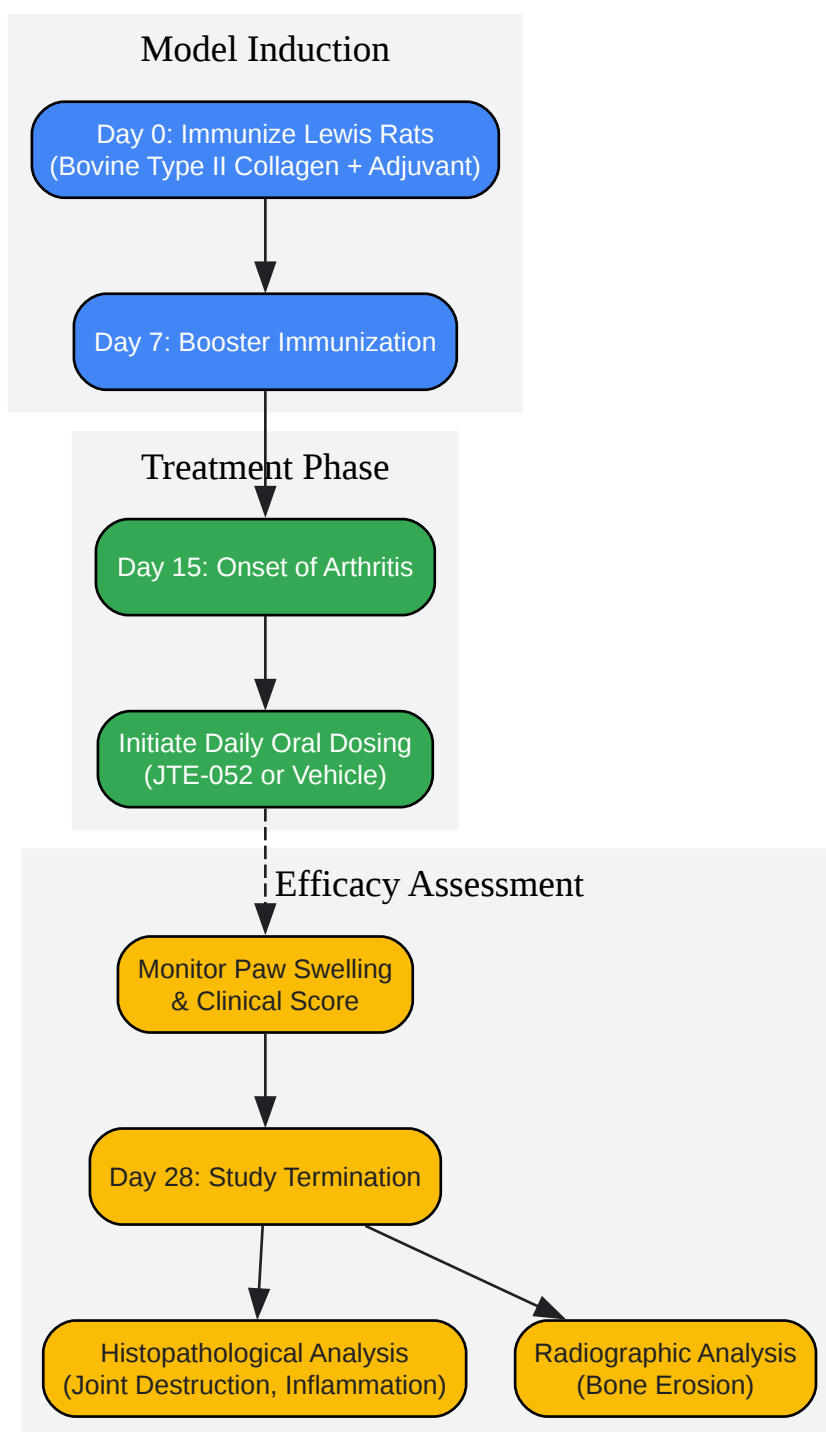 Model Induction
Day 0: Immunize Lewis Rats
(Bovine Type II Collagen + Adjuvant)
Day 7: Booster Immunization
Treatment Phase
Day 15: Onset of Arthritis
Initiate Daily Oral Dosing
(JTE-052 or Vehicle)
Efficacy Assessment
Monitor Paw Swelling
& Clinical Score
Day 28: Study Termination
Histopathological Analysis
(Joint Destruction, Inflammation)
Radiographic Analysis
(Bone Erosion)